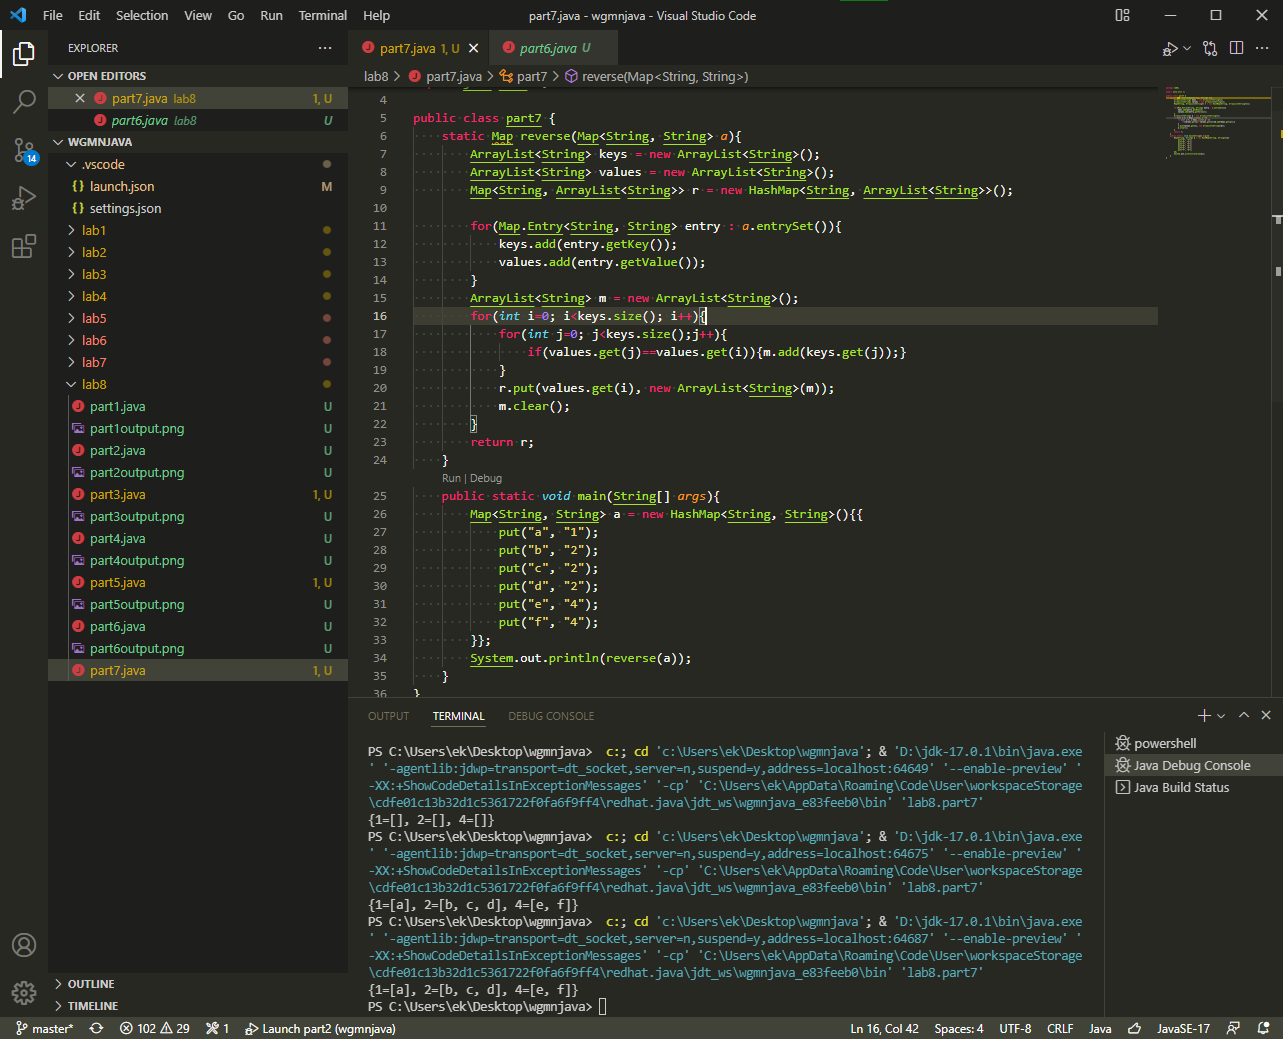 File Edit Selection View Go Run Terminal Help part7.java - wgmnjava - Visual Studio Code
EXPLORER
OPEN EDITORS
part7.java lab8 1, U
part6.java lab8 U
WGMNJAVA
.vscode
{} launch.json M
{} settings.json
lab1
lab2
lab3
lab4
lab5
lab6
lab7
lab8
part1.java U
part1output.png U
part2.java U
part2output.png U
part3.java 1, U
part3output.png U
part4.java U
part4output.png U
part5.java 1, U
part5output.png U
part6.java U
part6output.png U
part7.java 1, U
OUTLINE
TIMELINE
14
part7.java 1, U part6.java U
lab8 > part7.java > part7 > reverse(Map<String, String>)
4
5 public class part7 {
6 static Map reverse(Map<String, String> a){
7 ArrayList<String> keys = new ArrayList<String>();
8 ArrayList<String> values = new ArrayList<String>();
9 Map<String, ArrayList<String>> r = new HashMap<String, ArrayList<String>>();
10
11 for(Map.Entry<String, String> entry : a.entrySet()){
12 keys.add(entry.getKey());
13 values.add(entry.getValue());
14 }
15 ArrayList<String> m = new ArrayList<String>();
16 for(int i=0; i<keys.size(); i++){
17 for(int j=0; j<keys.size();j++){
18 if(values.get(j)==values.get(i)){m.add(keys.get(j));}
19 }
20 r.put(values.get(i), new ArrayList<String>(m));
21 m.clear();
22 }
23 return r;
24 }
Run | Debug
25 public static void main(String[] args){
26 Map<String, String> a = new HashMap<String, String>(){{
27 put("a", "1");
28 put("b", "2");
29 put("c", "2");
30 put("d", "2");
31 put("e", "4");
32 put("f", "4");
33 }};
34 System.out.println(reverse(a));
35 }
36 }
OUTPUT TERMINAL DEBUG CONSOLE
PS C:\Users\ek\Desktop\wgmnjava> c:; cd 'c:\Users\ek\Desktop\wgmnjava'; & 'D:\jdk-17.0.1\bin\java.exe
' '-agentlib:jdwp=transport=dt_socket,server=n,suspend=y,address=localhost:64649' '--enable-preview' '
-XX:+ShowCodeDetailsInExceptionMessages' '-cp' 'C:\Users\ek\AppData\Roaming\Code\User\workspaceStorage
\cdfe01c13b32d1c5361722f0fa6f9ff4\redhat.java\jdt_ws\wgmnjava_e83feeb0\bin' 'lab8.part7'
{1=[], 2=[], 4=[]}
PS C:\Users\ek\Desktop\wgmnjava> c:; cd 'c:\Users\ek\Desktop\wgmnjava'; & 'D:\jdk-17.0.1\bin\java.exe
' '-agentlib:jdwp=transport=dt_socket,server=n,suspend=y,address=localhost:64675' '--enable-preview' '
-XX:+ShowCodeDetailsInExceptionMessages' '-cp' 'C:\Users\ek\AppData\Roaming\Code\User\workspaceStorage
\cdfe01c13b32d1c5361722f0fa6f9ff4\redhat.java\jdt_ws\wgmnjava_e83feeb0\bin' 'lab8.part7'
{1=[a], 2=[b, c, d], 4=[e, f]}
PS C:\Users\ek\Desktop\wgmnjava> c:; cd 'c:\Users\ek\Desktop\wgmnjava'; & 'D:\jdk-17.0.1\bin\java.exe
' '-agentlib:jdwp=transport=dt_socket,server=n,suspend=y,address=localhost:64687' '--enable-preview' '
-XX:+ShowCodeDetailsInExceptionMessages' '-cp' 'C:\Users\ek\AppData\Roaming\Code\User\workspaceStorage
\cdfe01c13b32d1c5361722f0fa6f9ff4\redhat.java\jdt_ws\wgmnjava_e83feeb0\bin' 'lab8.part7'
{1=[a], 2=[b, c, d], 4=[e, f]}
PS C:\Users\ek\Desktop\wgmnjava>
powershell
Java Debug Console
Java Build Status
master* 102 29 1 Launch part2 (wgmnjava) Ln 16, Col 42 Spaces: 4 UTF-8 CRLF Java JavaSE-17